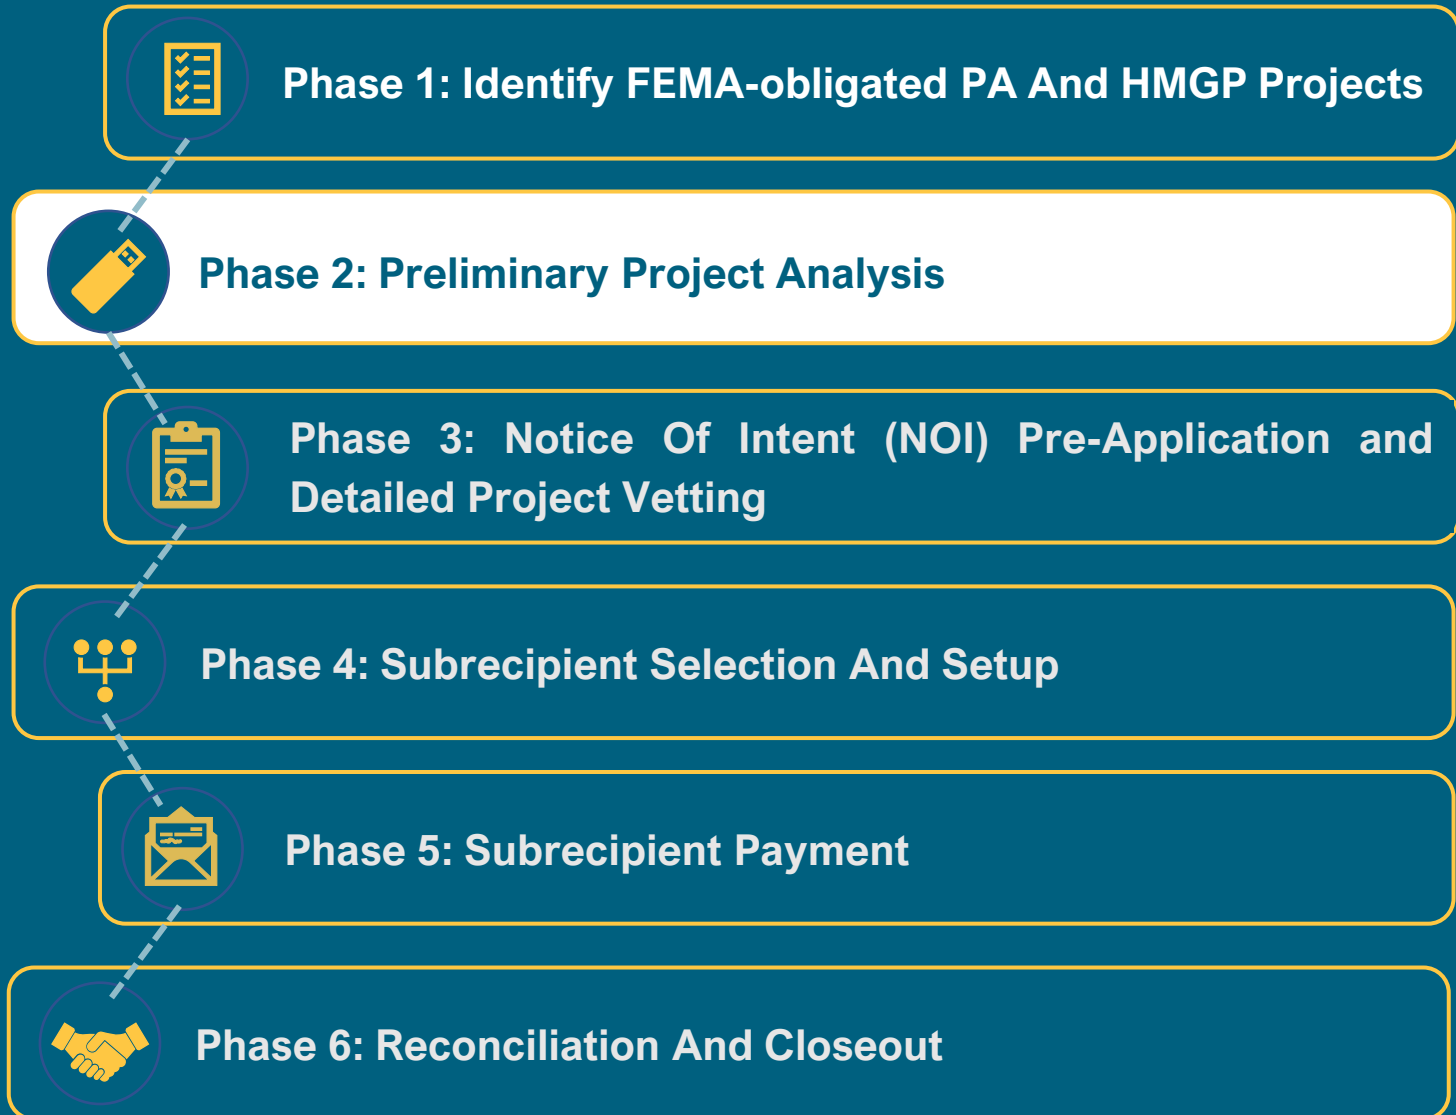 Phase 1: Identify FEMA-obligated PA And HMGP Projects
Phase 2: Preliminary Project Analysis
Phase 3: Notice Of Intent (NOI) Pre-Application and
Detailed Project Vetting
Phase 4: Subrecipient Selection And Setup
Phase 5: Subrecipient Payment
Phase 6: Reconciliation And Closeout